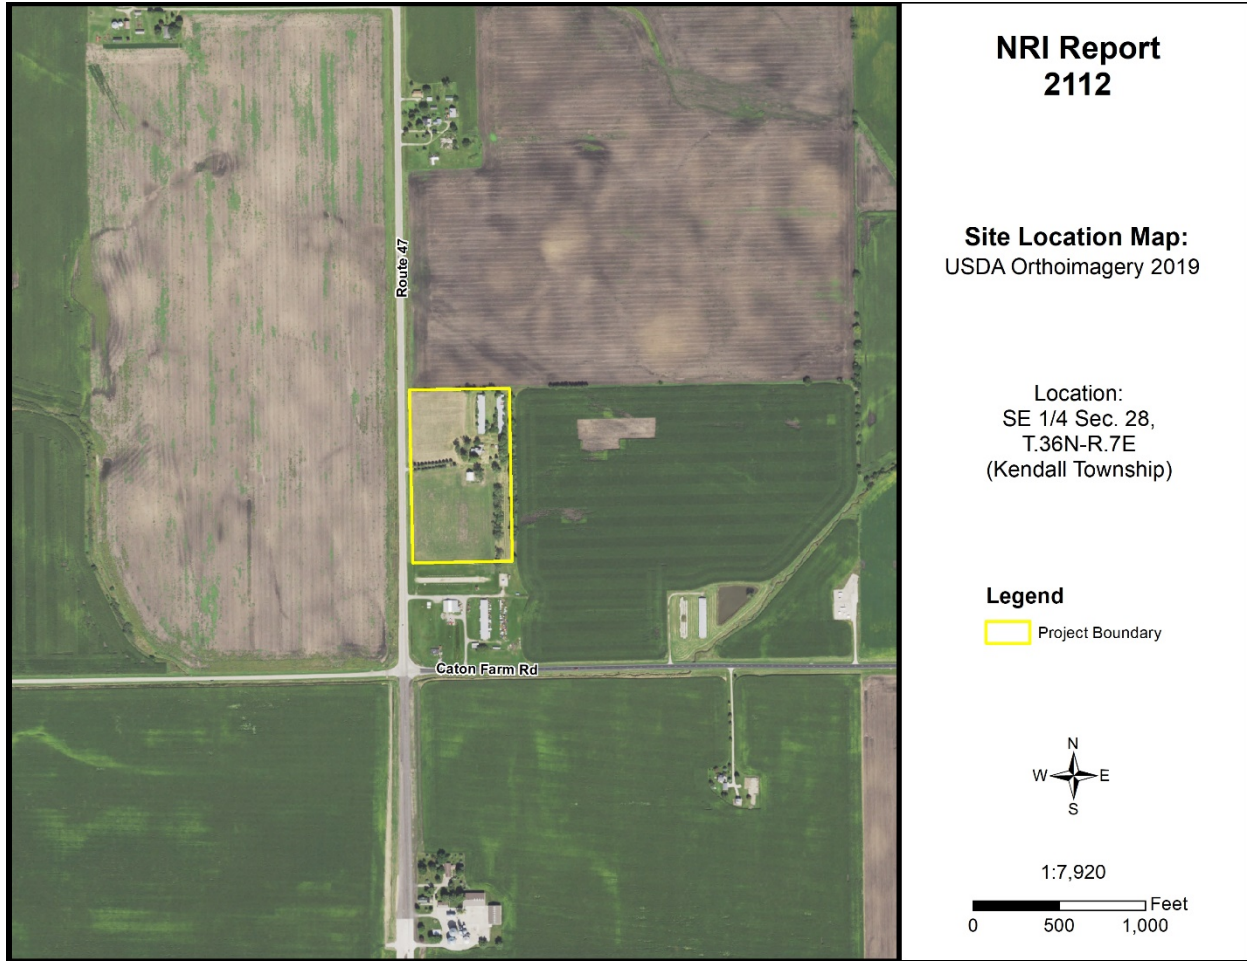 NRI Report
2112
Site Location Map:
USDA Orthoimagery 2019
Location:
SE 1/4 Sec. 28,
T.36N-R.7E
(Kendall Township)
Legend
Project Boundary
N
W E
S
1:7,920
Feet
0 500 1,000
Route 47
Caton Farm Rd